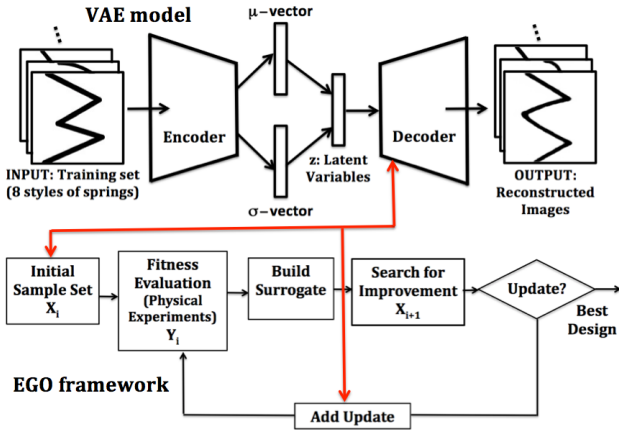 VAE model
μ-vector
Encoder
Decoder
z: Latent
Variables
INPUT: Training set
(8 styles of springs)
OUTPUT:
Reconstructed
Images
σ-vector
Initial
Sample Set
Xi
Fitness
Evaluation
(Physical
Experiments)
Yi
Build
Surrogate
Search for
Improvement
Xi+1
Update?
Best
Design
EGO framework
Add Update